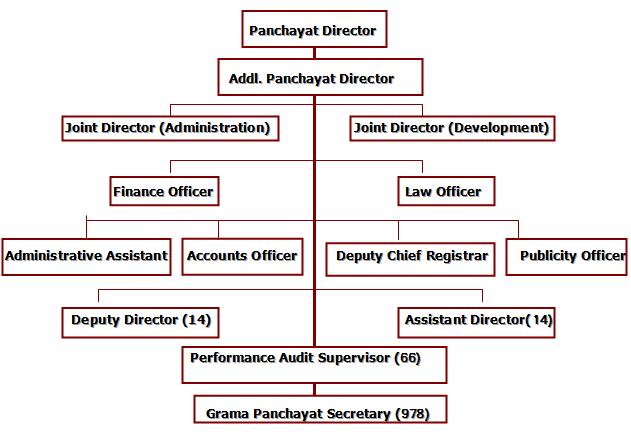 Panchayat Director
Addl. Panchayat Director
Joint Director (Administration)
Joint Director (Development)
Finance Officer
Law Officer
Administrative Assistant
Accounts Officer
Deputy Chief Registrar
Publicity Officer
Deputy Director (14)
Assistant Director(14)
Performance Audit Supervisor (66)
Grama Panchayat Secretary (978)